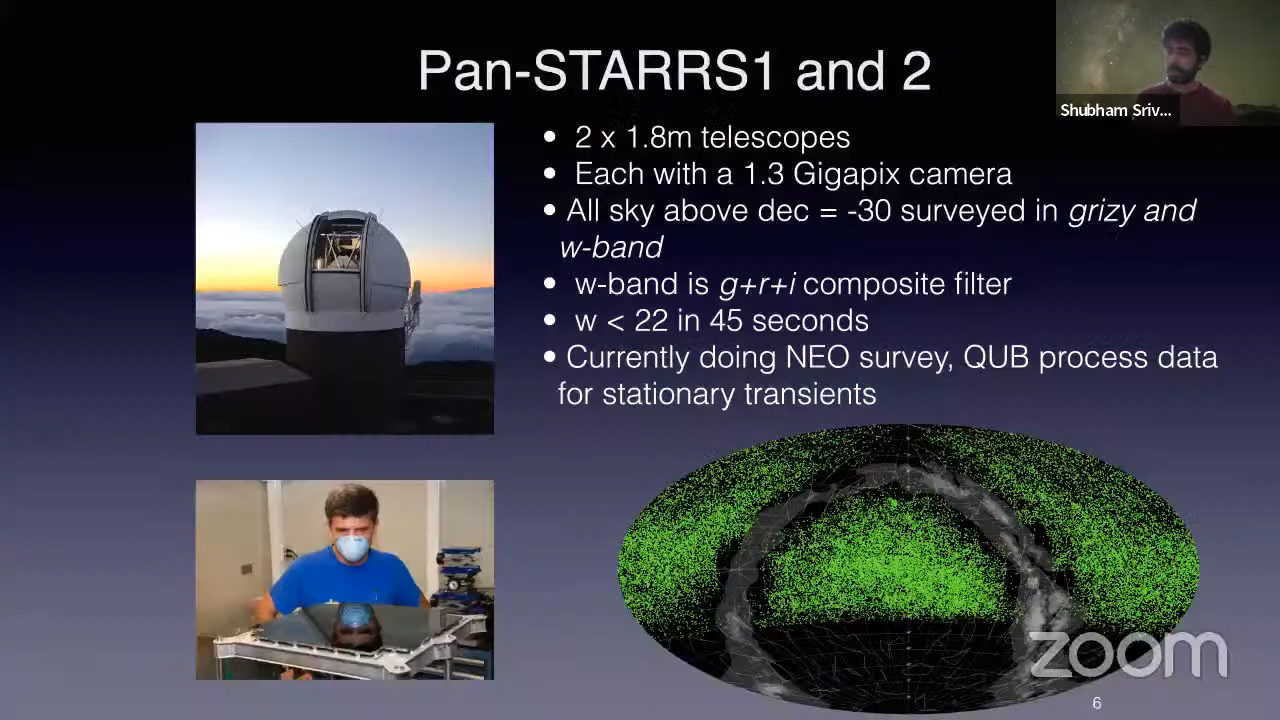 Pan-STARRS1 and 2
Shubham Sriv...
• 2 x 1.8m telescopes
• Each with a 1.3 Gigapix camera
• All sky above dec = -30 surveyed in grizy and
w-band
• w-band is g+r+i composite filter
• w < 22 in 45 seconds
• Currently doing NEO survey, QUB process data
for stationary transients
zoom
6